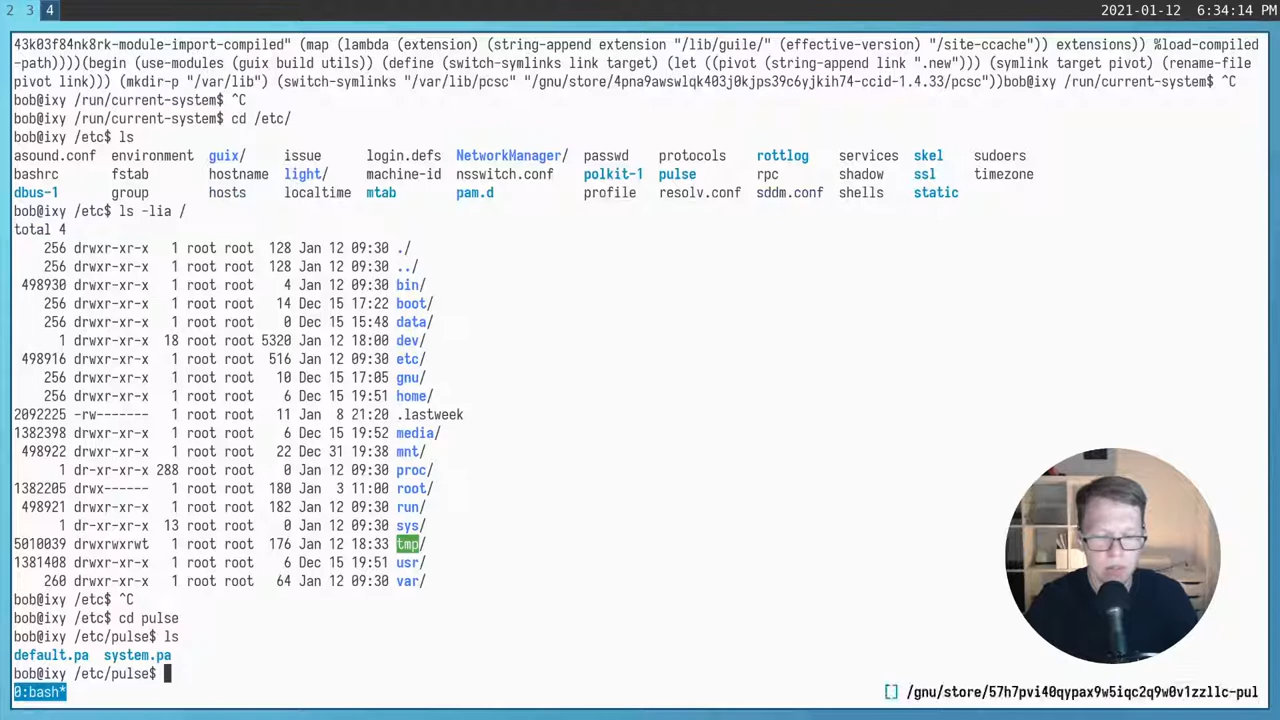 2 3 4 2021-01-12 6:34:14 PM
43k03f84nk8rk-module-import-compiled" (map (lambda (extension) (string-append extension "/lib/guile/" (effective-version) "/site-ccache")) extensions)) %load-compiled
-path))))(begin (use-modules (guix build utils)) (define (switch-symlinks link target) (let ((pivot (string-append link ".new"))) (symlink target pivot) (rename-file
pivot link))) (mkdir-p "/var/lib") (switch-symlinks "/var/lib/pcsc" "/gnu/store/4pna9awswlqk403j0kjps39c6yjkih74-ccid-1.4.33/pcsc"))bob@ixy /run/current-system$ ^C
bob@ixy /run/current-system$ ^C
bob@ixy /run/current-system$ cd /etc/
bob@ixy /etc$ ls
asound.conf environment guix/ issue login.defs NetworkManager/ passwd protocols rottlog services skel sudoers
bashrc fstab hostname light/ machine-id nsswitch.conf polkit-1 pulse rpc shadow ssl timezone
dbus-1 group hosts localtime mtab pam.d profile resolv.conf sddm.conf shells static
bob@ixy /etc$ ls -lia /
total 4
256 drwxr-xr-x 1 root root 128 Jan 12 09:30 ./
256 drwxr-xr-x 1 root root 128 Jan 12 09:30 ../
498930 drwxr-xr-x 1 root root 4 Jan 12 09:30 bin/
256 drwxr-xr-x 1 root root 14 Dec 15 17:22 boot/
256 drwxr-xr-x 1 root root 0 Dec 15 15:48 data/
1 drwxr-xr-x 18 root root 5320 Jan 12 18:00 dev/
498916 drwxr-xr-x 1 root root 516 Jan 12 09:30 etc/
256 drwxr-xr-x 1 root root 10 Dec 15 17:05 gnu/
256 drwxr-xr-x 1 root root 6 Dec 15 19:51 home/
2092225 -rw------- 1 root root 11 Jan 8 21:20 .lastweek
1382398 drwxr-xr-x 1 root root 6 Dec 15 19:52 media/
498922 drwxr-xr-x 1 root root 22 Dec 31 19:38 mnt/
1 dr-xr-xr-x 288 root root 0 Jan 12 09:30 proc/
1382205 drwx------ 1 root root 180 Jan 3 11:00 root/
498921 drwxr-xr-x 1 root root 182 Jan 12 09:30 run/
1 dr-xr-xr-x 13 root root 0 Jan 12 09:30 sys/
5010039 drwxrwxrwt 1 root root 176 Jan 12 18:33 tmp/
1381408 drwxr-xr-x 1 root root 6 Dec 15 19:51 usr/
260 drwxr-xr-x 1 root root 64 Jan 12 09:30 var/
bob@ixy /etc$ ^C
bob@ixy /etc$ cd pulse
bob@ixy /etc/pulse$ ls
default.pa system.pa
bob@ixy /etc/pulse$
0:bash* [] /gnu/store/57h7pvi40qypax9w5iqc2q9w0v1zzllc-pul